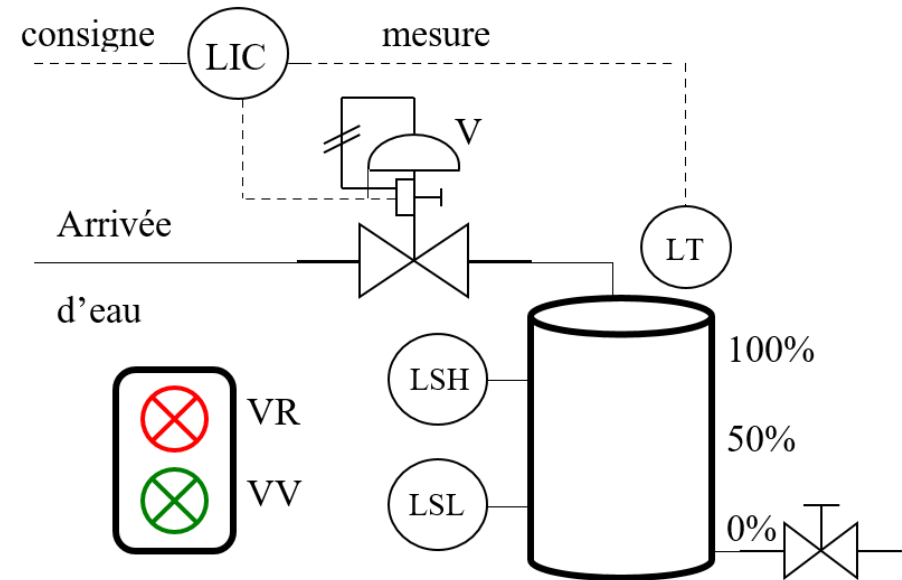 consigne
LIC
mesure
V
Arrivée
d’eau
LT
LSH
100%
VR
50%
VV
LSL
0%